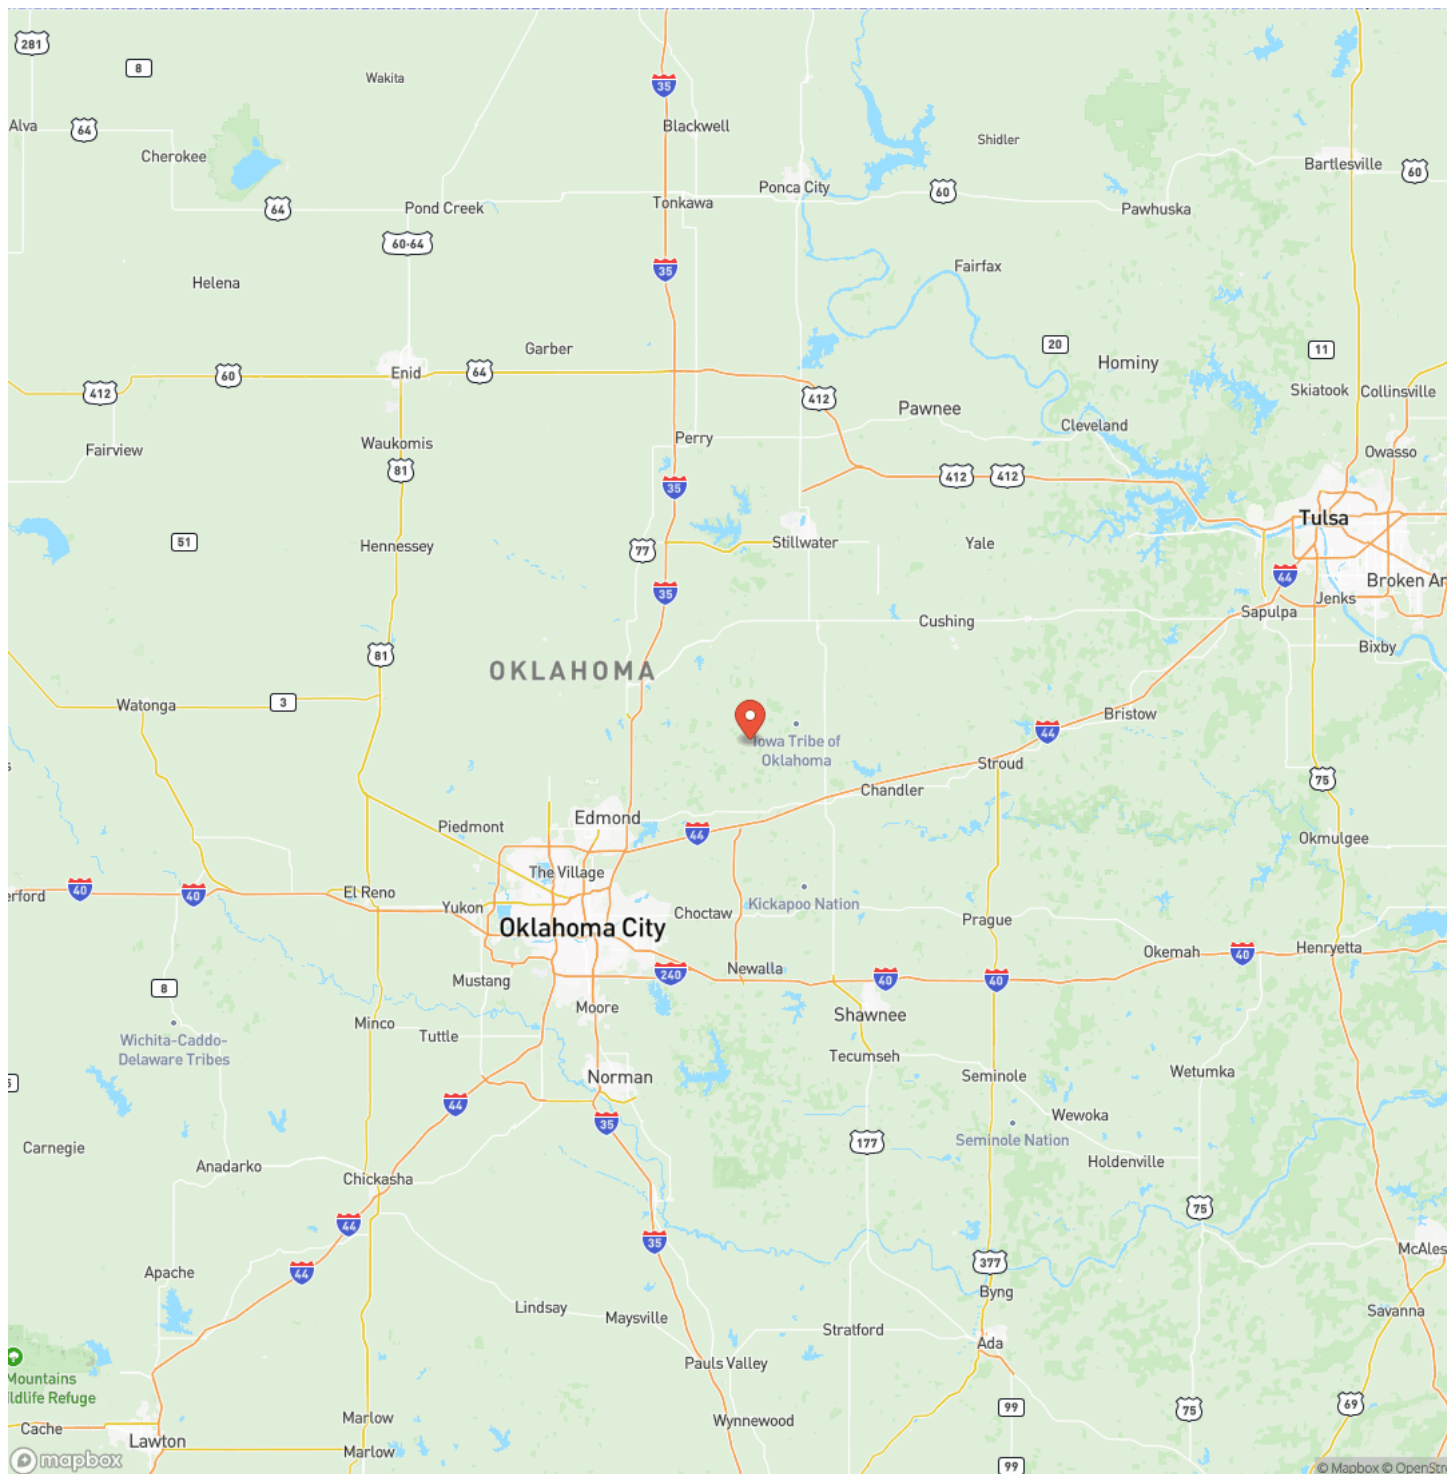 281
8
Wakita
35
Blackwell
Alva
64
Cherokee
Shidler
Bartlesville
60
Ponca City
60
Tonkawa
64
Pond Creek
Pawhuska
60-64
Helena
35
Fairfax
Garber
20
11
Hominy
Enid
64
60
412
412
Skiatook
Collinsville
Pawnee
Cleveland
Fairview
Waukomis
Perry
Owasso
81
412
412
35
Tulsa
51
Hennessey
77
Stillwater
Yale
44
Broken Ar
35
Jenks
Sapulpa
Cushing
81
Bixby
OKLAHOMA
3
Watonga
Bristow
44
Iowa Tribe of
Oklahoma
Stroud
75
Chandler
Edmond
Piedmont
44
Okmulgee
The Village
40
40
El Reno
erford
Kickapoo Nation
Yukon
Choctaw
Prague
Oklahoma City
Okemah
40
Henryetta
Newalla
240
40
40
Mustang
8
Moore
Shawnee
Minco
Tuttle
Wichita-Caddo-
Delaware Tribes
Tecumseh
Wetumka
Norman
Seminole
5
44
35
Wewoka
177
Seminole Nation
Carnegie
Anadarko
Holdenville
Chickasha
75
44
35
McAles
377
Apache
44
Byng
Lindsay
Maysville
Savanna
Stratford
Ada
Pauls Valley
Mountains
ildlife Refuge
99
75
69
Marlow
Wynnewood
Cache
Lawton
Marlow
mapbox
99
© Mapbox © OpenStre